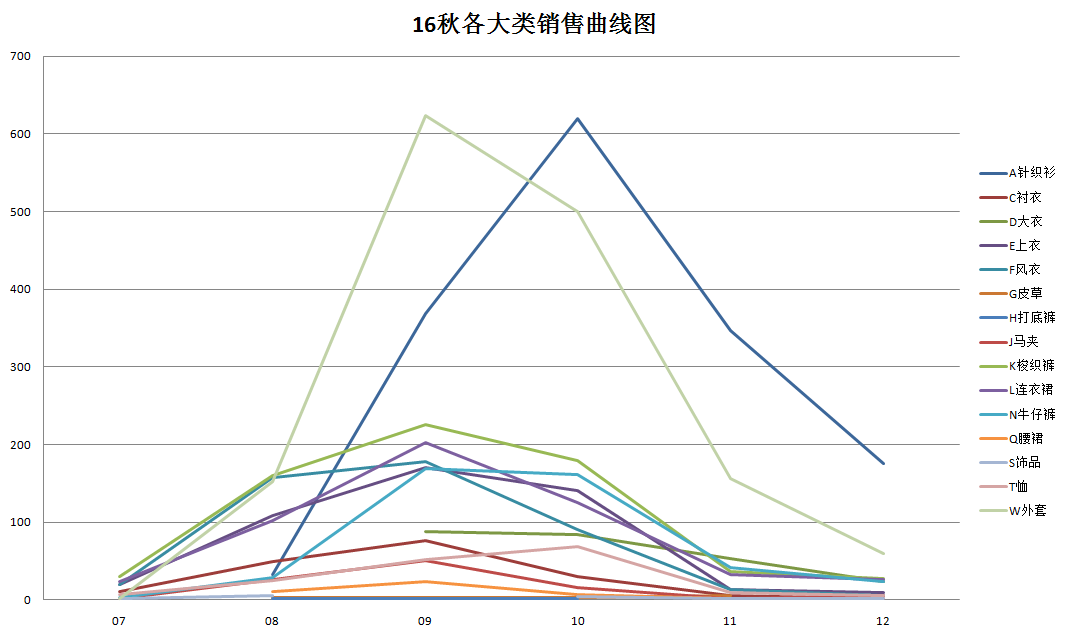 16秋各大类销售曲线图
700
600
500
400
300
200
100
0
07 08 09 10 11 12
A针织衫
C衬衣
D大衣
E上衣
F风衣
G皮草
H打底裤
J马夹
K梭织裤
L连衣裙
N牛仔裤
Q腰裙
S饰品
T恤
W外套